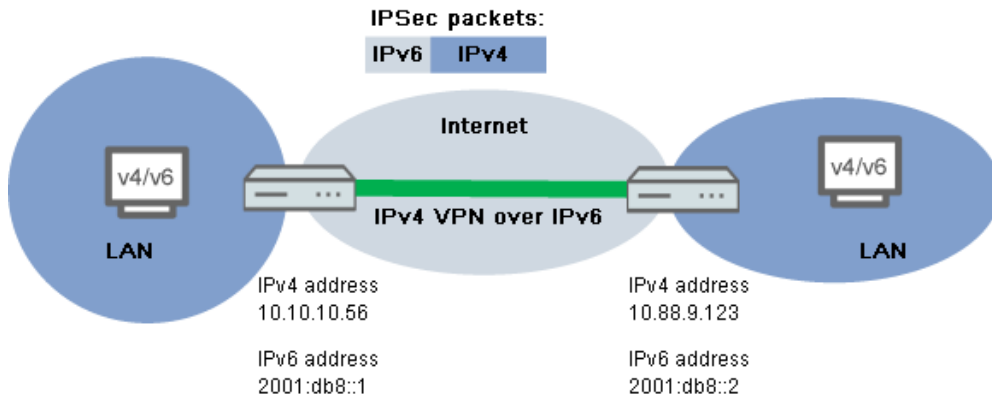 IPSec packets:
IPv6 IPv4
Internet
v4/v6
v4/v6
IPv4 VPN over IPv6
LAN
LAN
IPv4 address
10.10.10.56
IPv6 address
2001:db8::1
IPv4 address
10.88.9.123
IPv6 address
2001:db8::2